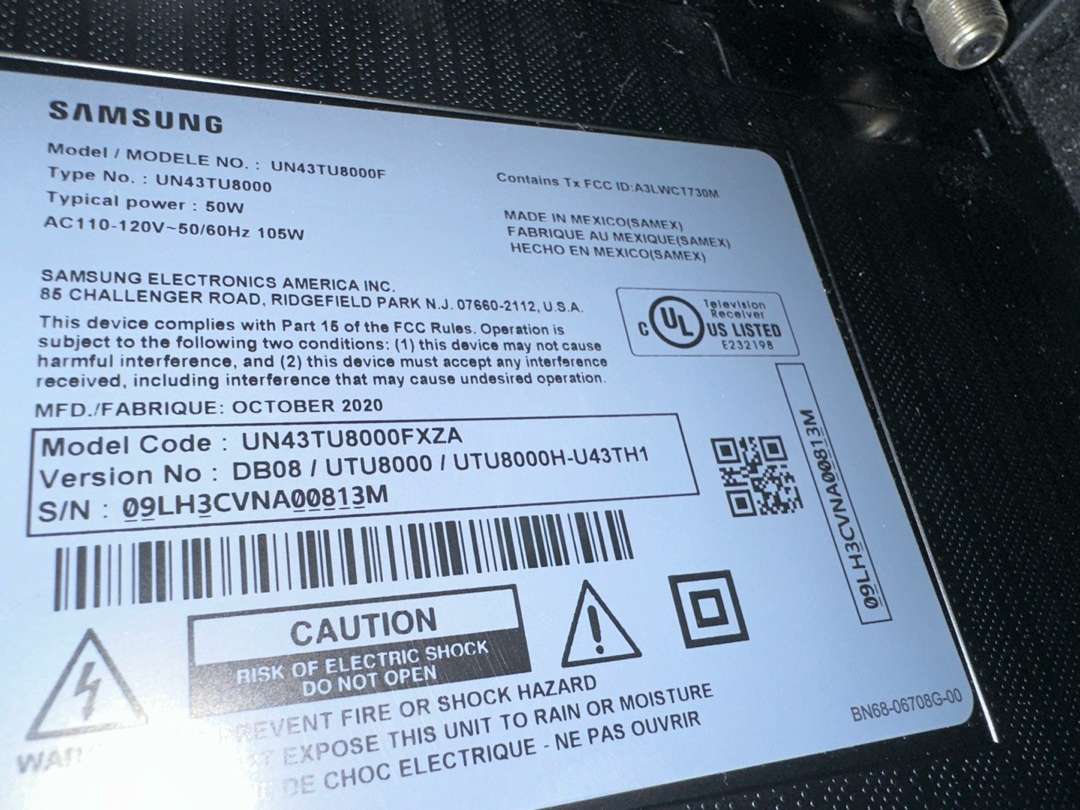 SAMSUNG
Model / MODELE NO. : UN43TU8000F
Type No. : UN43TU8000
Typical power : 50W
AC110-120V~50/60Hz 105W
Contains Tx FCC ID:A3LWCT730M
MADE IN MEXICO(SAMEX)
FABRIQUE AU MEXIQUE(SAMEX)
HECHO EN MEXICO(SAMEX)
SAMSUNG ELECTRONICS AMERICA INC.
85 CHALLENGER ROAD, RIDGEFIELD PARK N.J. 07660-2112, U.S.A.
This device complies with Part 15 of the FCC Rules. Operation is
subject to the following two conditions: (1) this device may not cause
harmful interference, and (2) this device must accept any interference
received, including interference that may cause undesired operation.
C UL US LISTED
Television
Receiver
E232198
MFD./FABRIQUE: OCTOBER 2020
Model Code : UN43TU8000FXZA
Version No : DB08 / UTU8000 / UTU8000H-U43TH1
S/N : 09LH3CVNA00813M
09LH3CVNA00813M
CAUTION
RISK OF ELECTRIC SHOCK
DO NOT OPEN
PREVENT FIRE OR SHOCK HAZARD
EXPOSE THIS UNIT TO RAIN OR MOISTURE
DE CHOC ELECTRIQUE - NE PAS OUVRIR
BN68-06708G-00